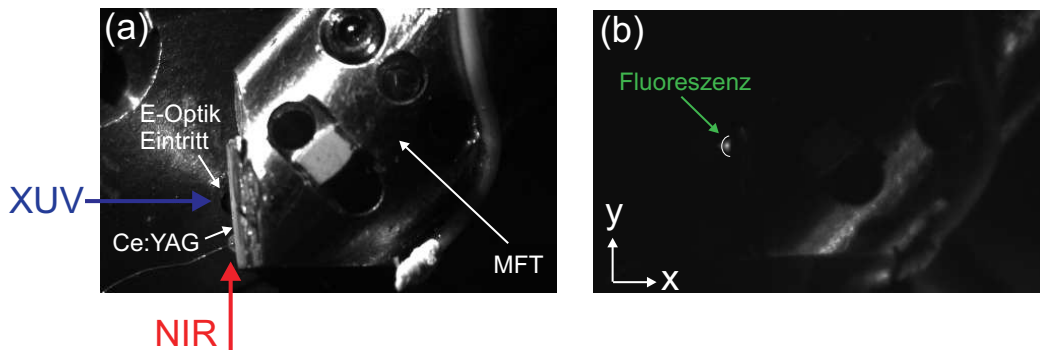 (a)
E-Optik
Eintritt
XUV
Ce:YAG
MFT
NIR
(b)
Fluoreszenz
y
x